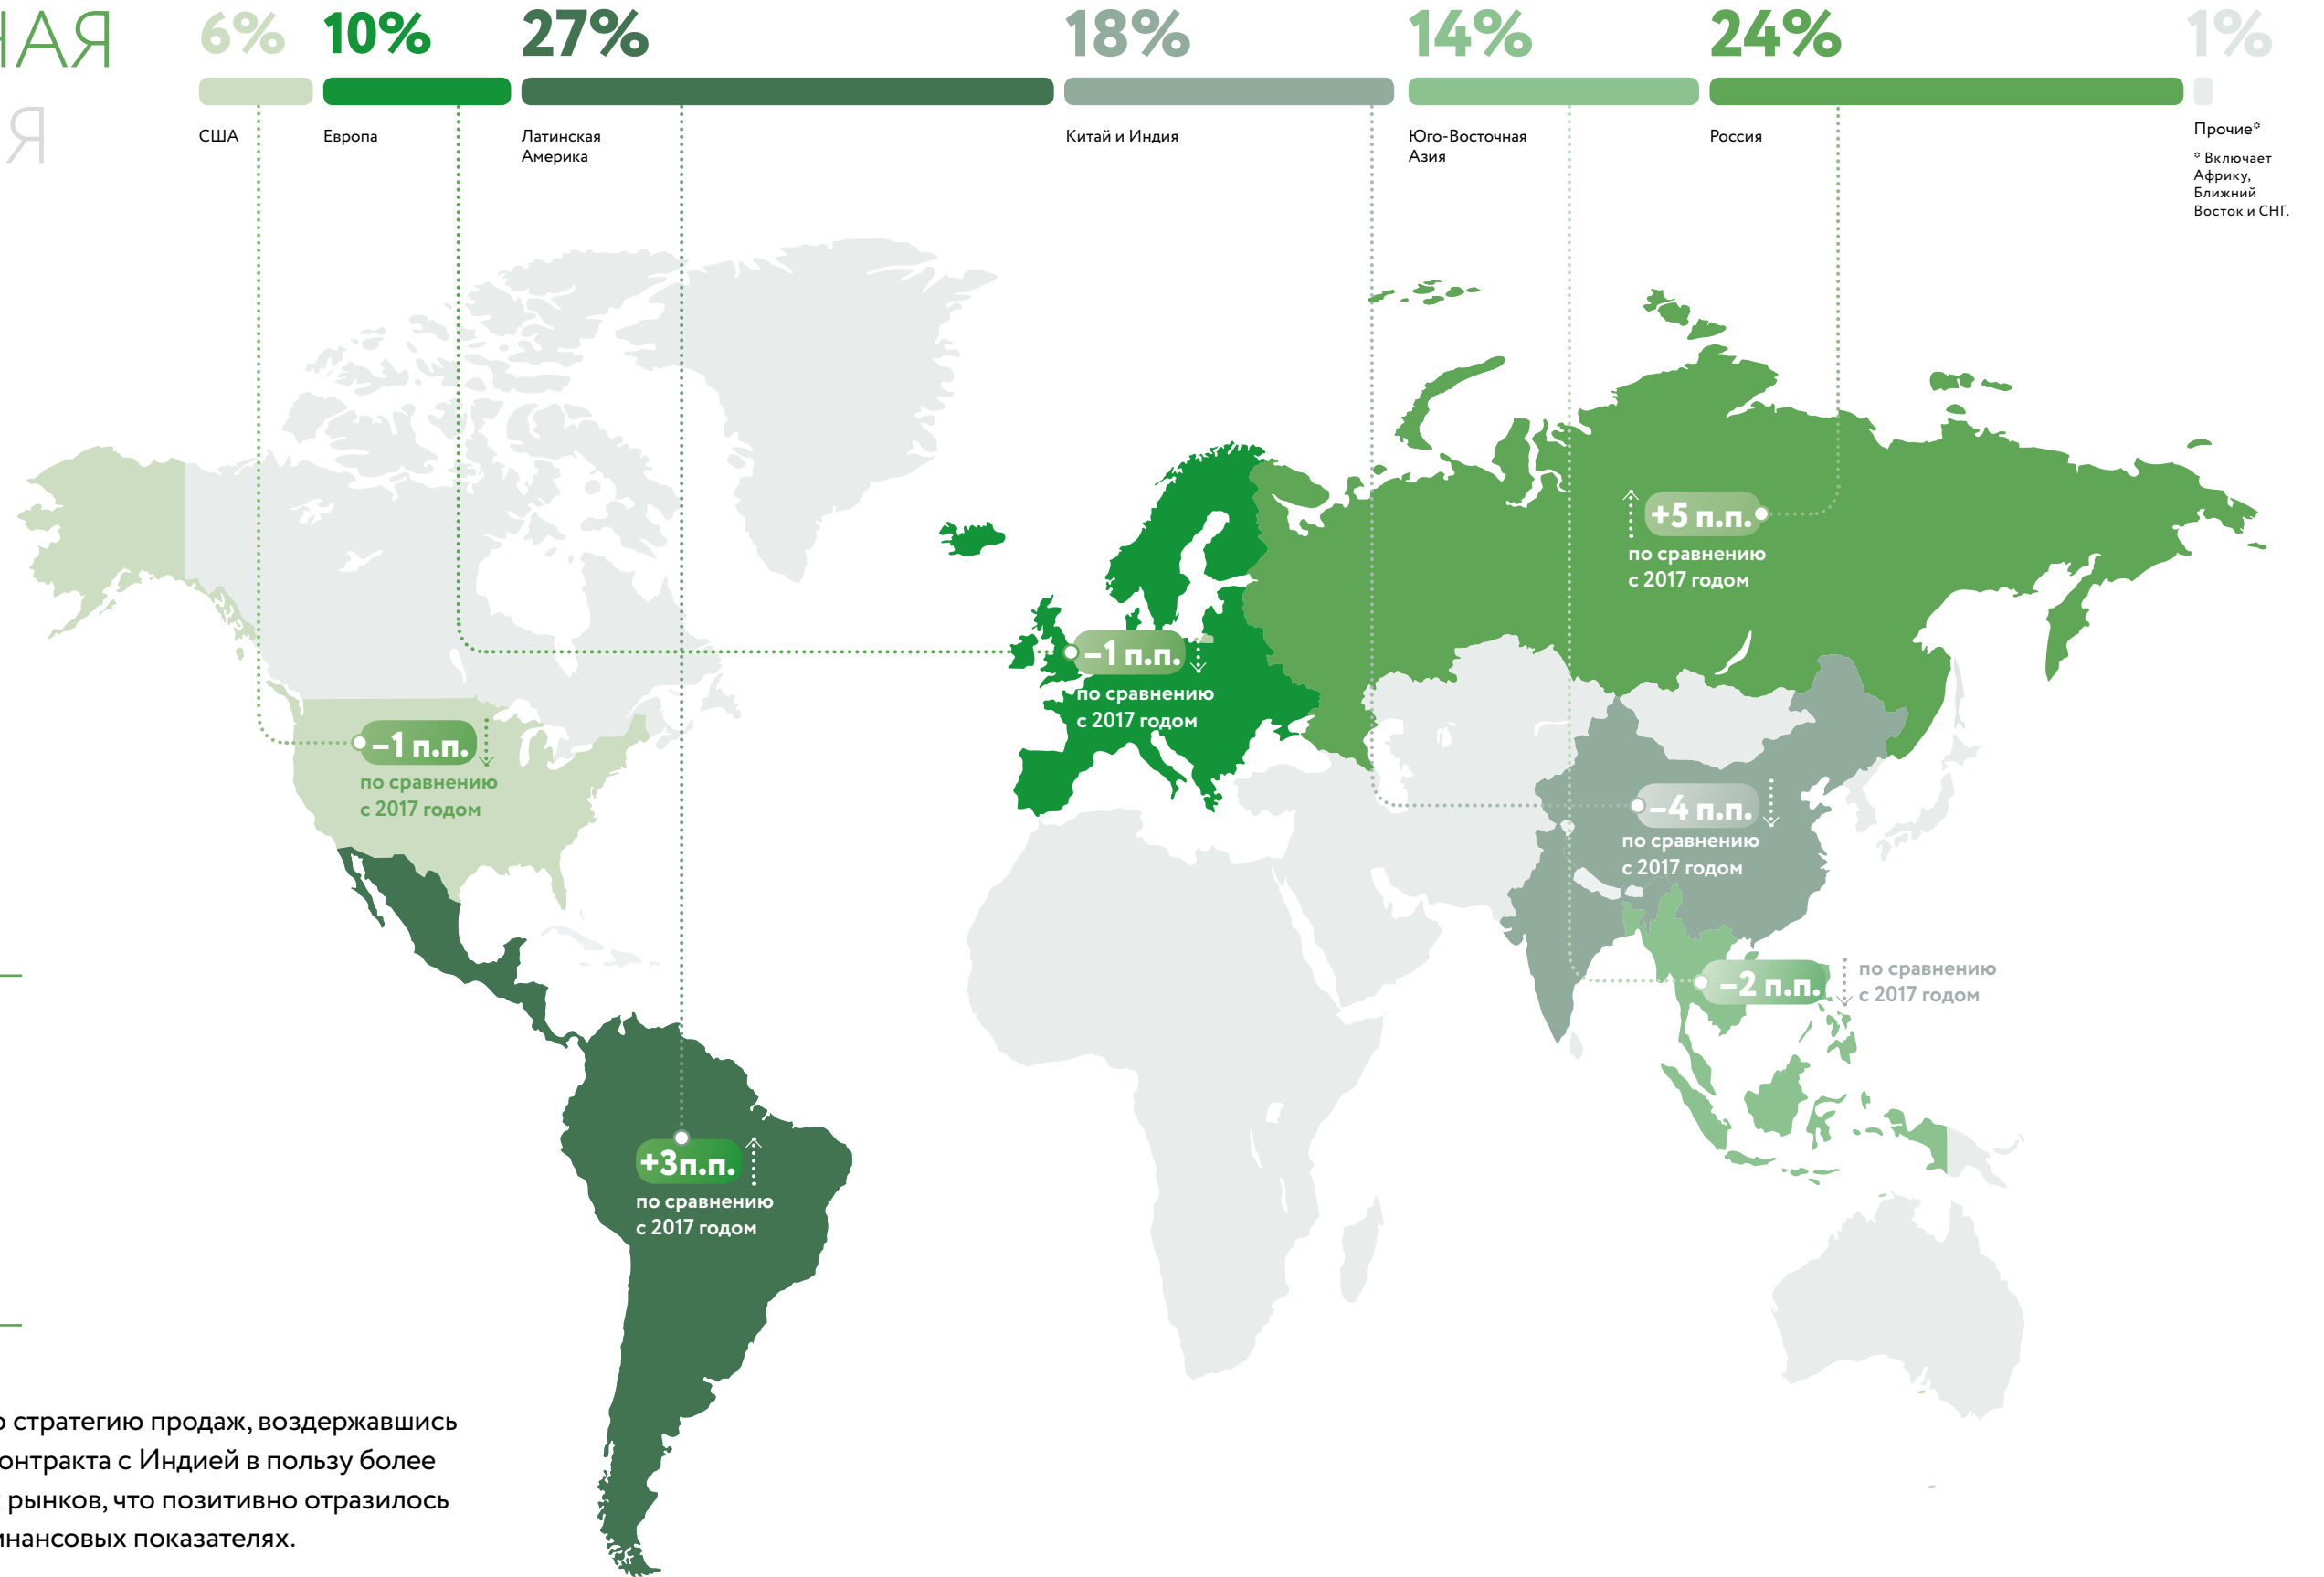 НАЯ
Я
6%
10%
27%
18%
14%
24%
1%
США
Европа
Латинская
Америка
Китай и Индия
Юго-Восточная
Азия
Россия
Прочие*
* Включает
Африку,
Ближний
Восток и СНГ.
+5 п.п.
по сравнению
с 2017 годом
–1 п.п.
по сравнению
с 2017 годом
–1 п.п.
по сравнению
с 2017 годом
–4 п.п.
по сравнению
с 2017 годом
–2 п.п.
по сравнению
с 2017 годом
+3п.п.
по сравнению
с 2017 годом
стратегию продаж, воздержавшись
онтракта с Индией в пользу более
рынков, что позитивно отразилось
инансовых показателях.